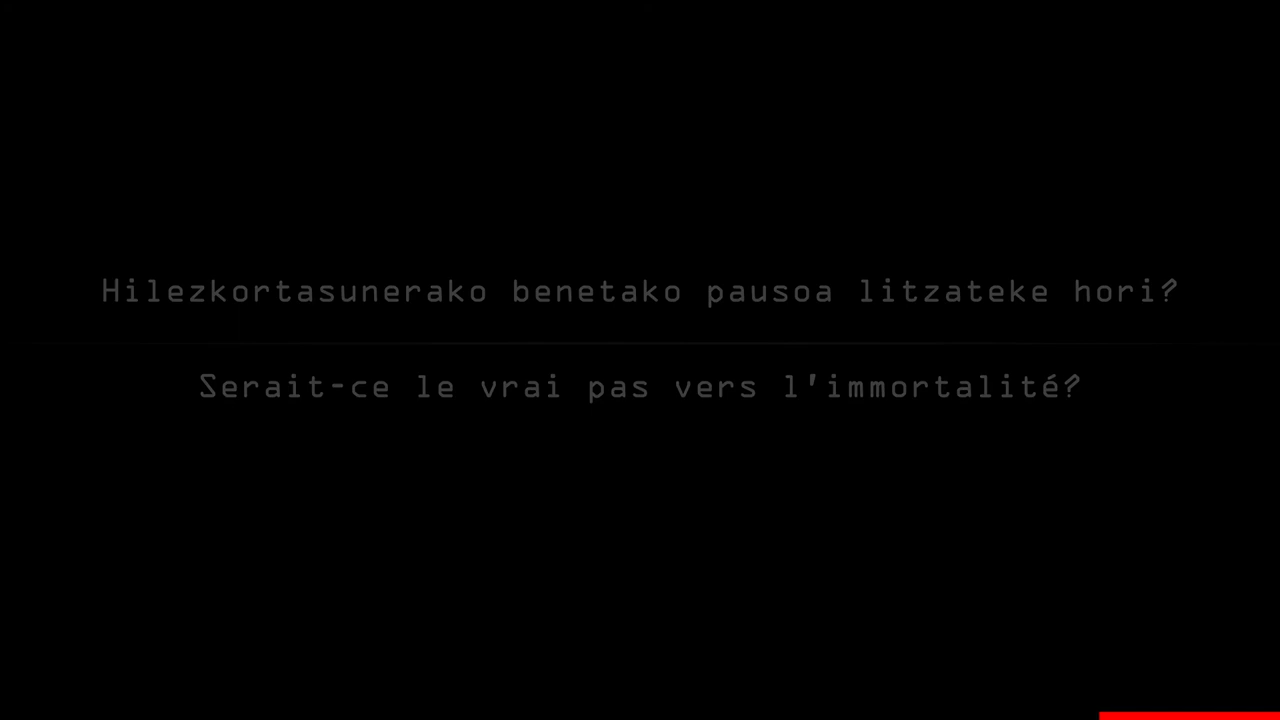 Hilezkortasunerako benetako pausoa litzateke hori?
Serait-ce le vrai pas vers l'immortalité?